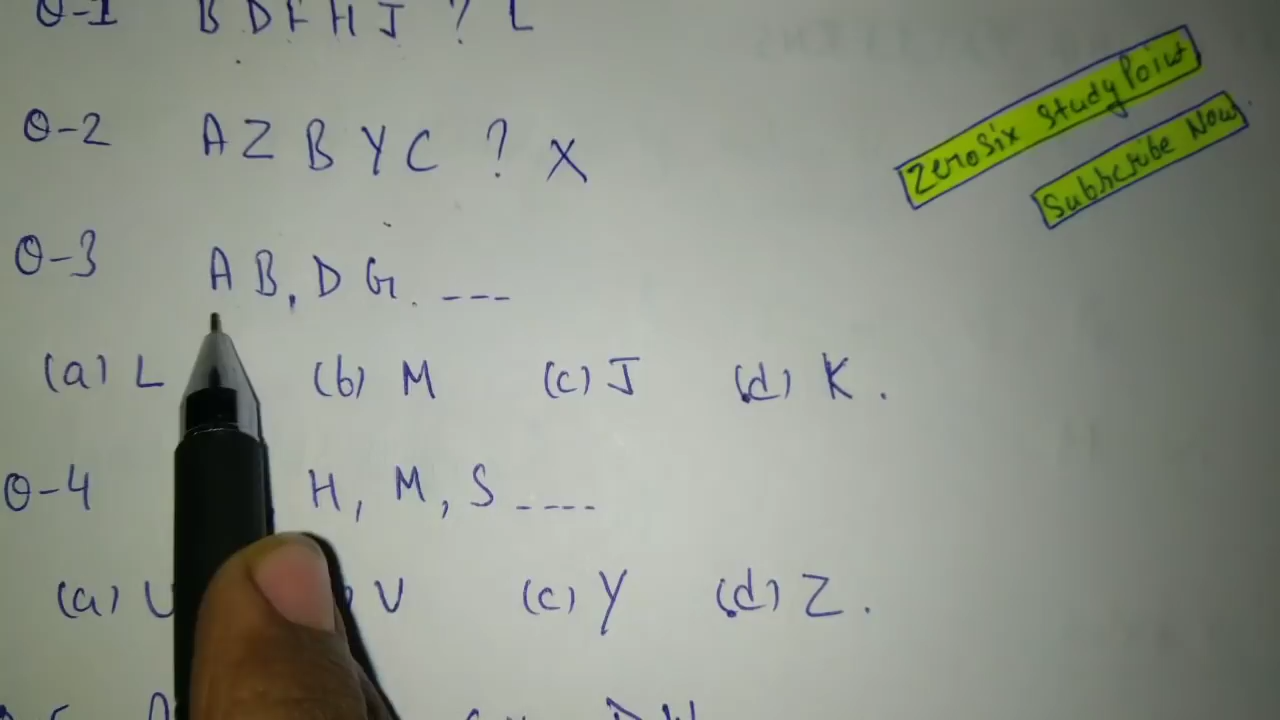 Q-1 B D F H J ? L
Q-2 A Z B Y C ? X
Q-3 A B, D G. ---
(a) L (b) M (c) J (d) K.
Q-4 H, M, S ----
(a) U V (c) Y (d) Z.
Zerosix Study Point
Subscribe Now